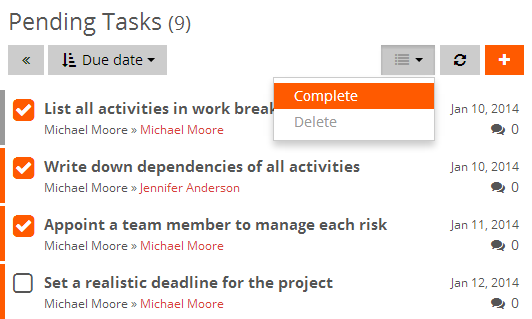 Pending Tasks (9)
« Due date
Complete
Delete
List all activities in work break
Jan 10, 2014
Michael Moore » Michael Moore
0
Write down dependencies of all activities
Jan 10, 2014
Michael Moore » Jennifer Anderson
0
Appoint a team member to manage each risk
Jan 11, 2014
Michael Moore » Michael Moore
0
Set a realistic deadline for the project
Jan 12, 2014
Michael Moore » Michael Moore
0